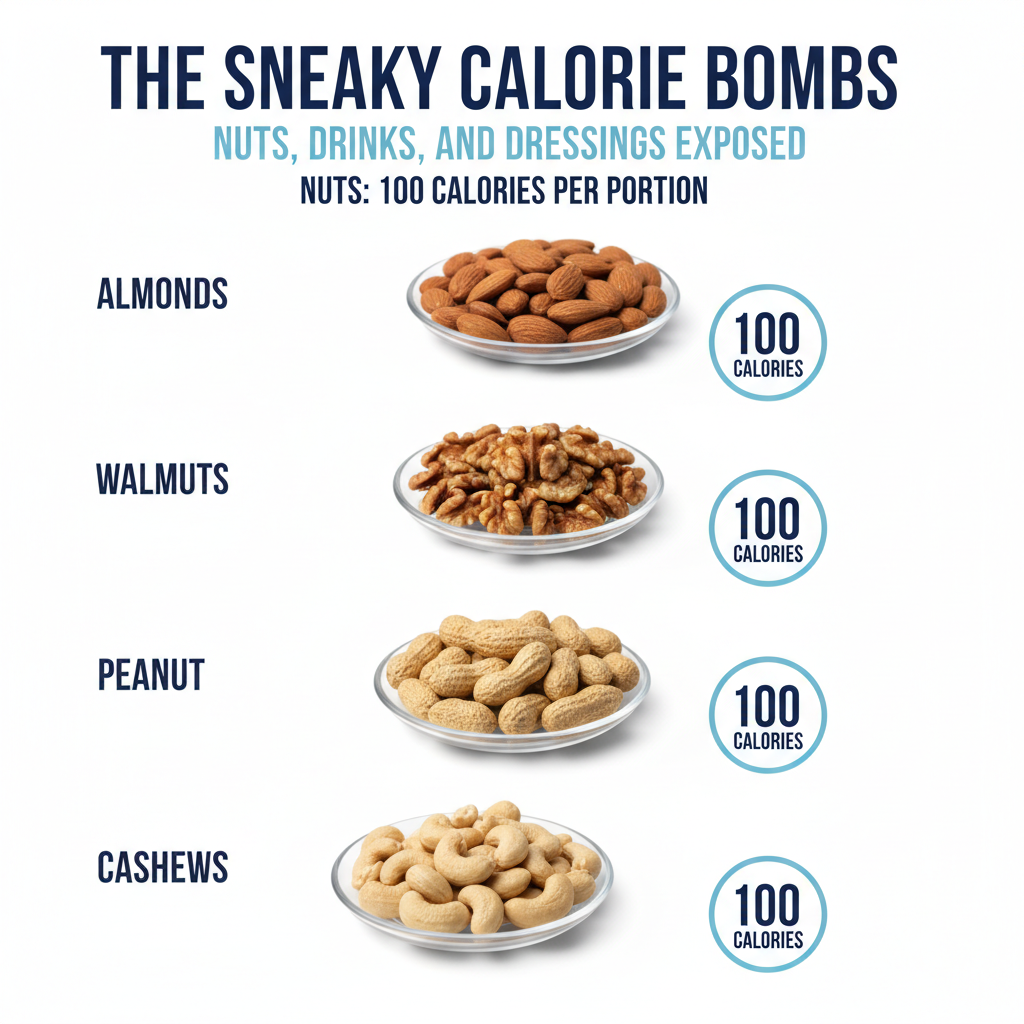 THE SNEAKY CALORIE BOMBS
NUTS, DRINKS, AND DRESSINGS EXPOSED
NUTS: 100 CALORIES PER PORTION
ALMONDS
100
CALORIES
WALMUTS
100
CALORIES
PEANUT
100
CALORIES
CASHEWS
100
CALORIES